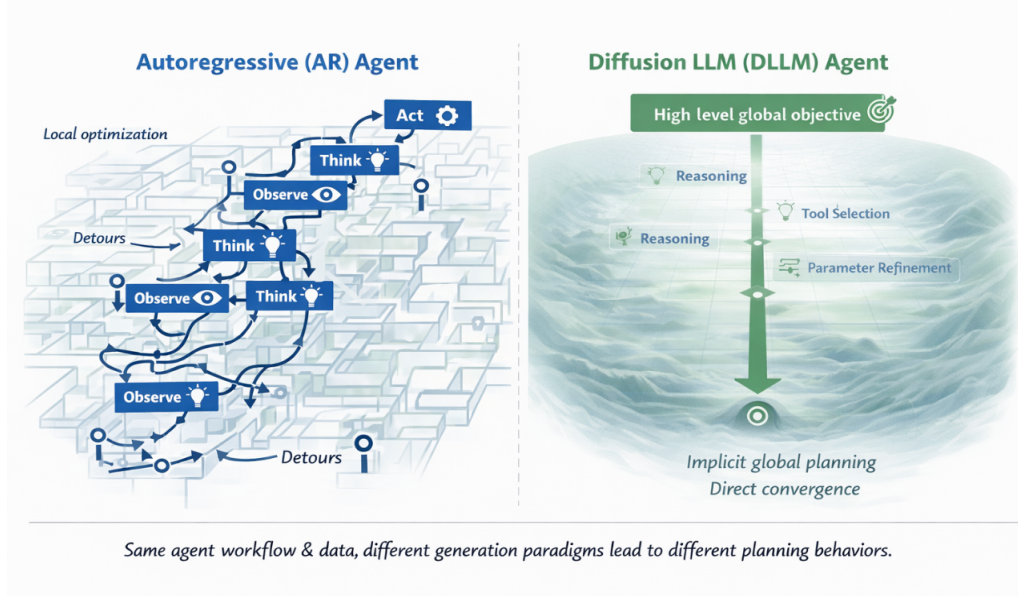 Autoregressive (AR) Agent
Local optimization
Act
Think
Observe
Detours
Think
Observe
Think
Observe
Detours
Diffusion LLM (DLLM) Agent
High level global objective
Reasoning
Tool Selection
Reasoning
Parameter Refinement
Implicit global planning
Direct convergence
Same agent workflow & data, different generation paradigms lead to different planning behaviors.